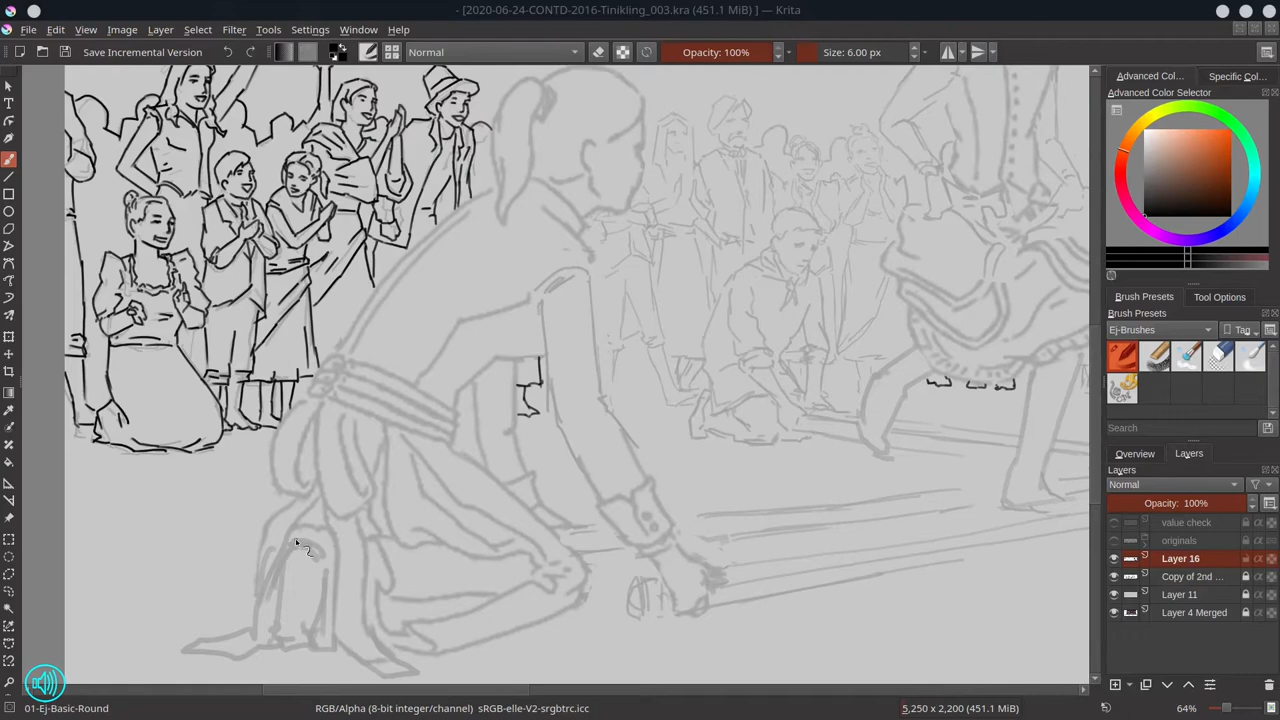 - [2020-06-24-CONTD-2016-Tinikling_003.kra (451.1 MiB) ] — Krita
File Edit View Image Layer Select Filter Tools Settings Window Help
Save Incremental Version Normal Opacity: 100% Size: 6.00 px
Advanced Col... Specific Col...
Advanced Color Selector
Brush Presets Tool Options
Brush Presets
Ej-Brushes Tag
Search
Overview Layers
Layers
Normal
Opacity: 100%
value check
originals
Layer 16
Copy of 2nd ...
Layer 11
Layer 4 Merged
01-Ej-Basic-Round RGB/Alpha (8-bit integer/channel) sRGB-elle-V2-srgbtrc.icc 5,250 x 2,200 (451.1 MiB) 64%